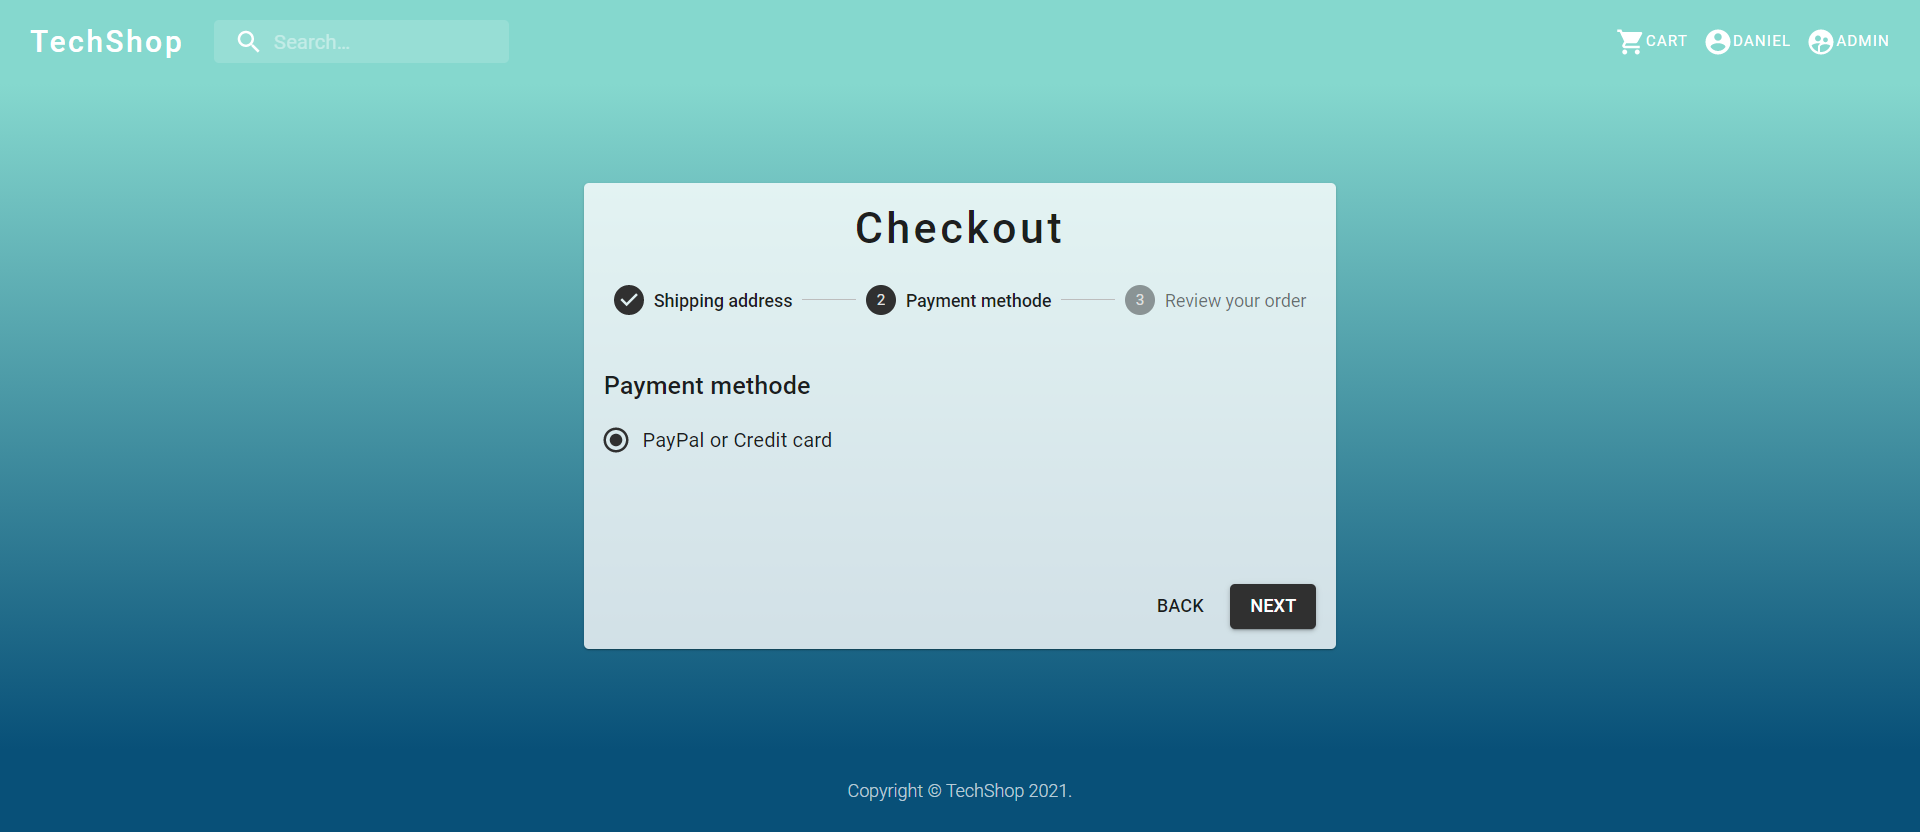 TechShop
Search...
CART
DANIEL
ADMIN
Checkout
Shipping address
2
Payment methode
3
Review your order
Payment methode
PayPal or Credit card
BACK
NEXT
Copyright © TechShop 2021.